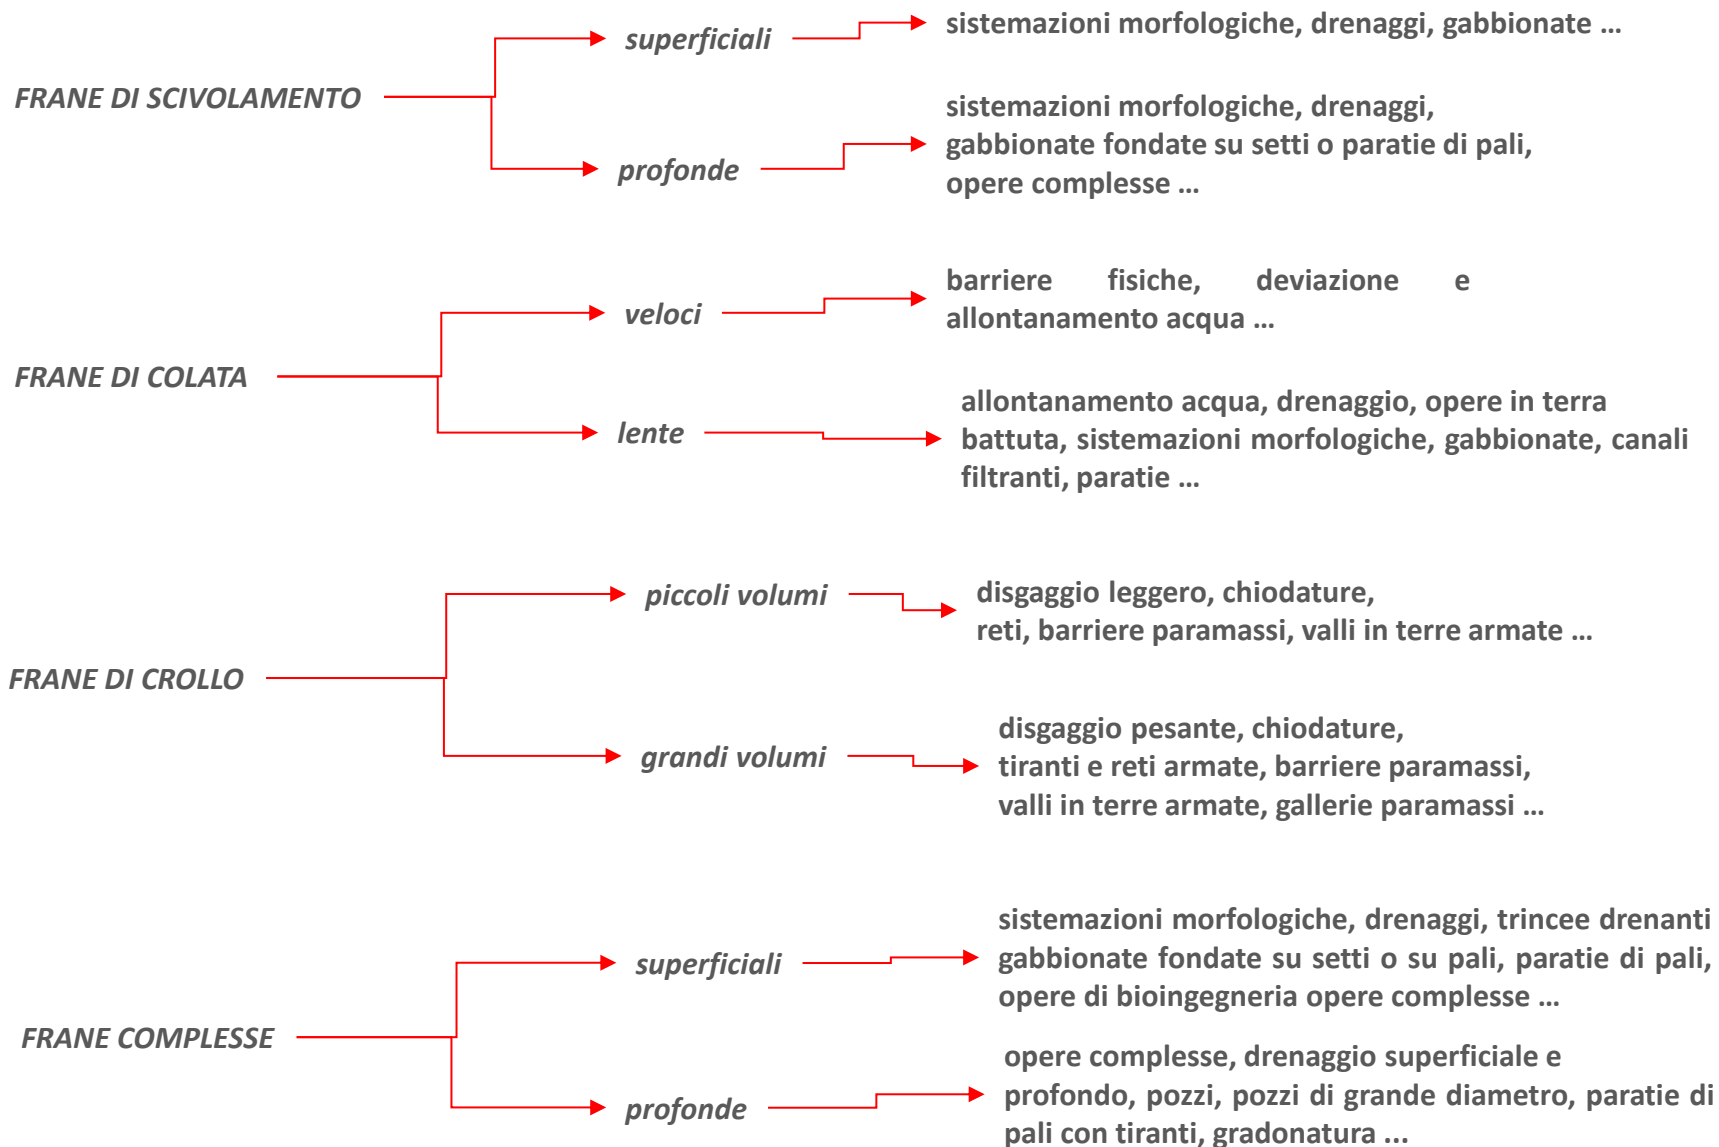 superficiali
sistemazioni morfologiche, drenaggi, gabbionate ...
FRANE DI SCIVOLAMENTO
sistemazioni morfologiche, drenaggi,
gabbionate fondate su setti o paratie di pali,
opere complesse ...
profonde
barriere fisiche, deviazione e
allontanamento acqua ...
veloci
FRANE DI COLATA
allontanamento acqua, drenaggio, opere in terra
battuta, sistemazioni morfologiche, gabbionate, canali
filtranti, paratie ...
lente
piccoli volumi
disgaggio leggero, chiodature,
reti, barriere paramassi, valli in terre armate ...
FRANE DI CROLLO
grandi volumi
disgaggio pesante, chiodature,
tiranti e reti armate, barriere paramassi,
valli in terre armate, gallerie paramassi ...
superficiali
sistemazioni morfologiche, drenaggi, trincee drenanti
gabbionate fondate su setti o su pali, paratie di pali,
opere di bioingegneria opere complesse ...
FRANE COMPLESSE
profonde
opere complesse, drenaggio superficiale e
profondo, pozzi, pozzi di grande diametro, paratie di
pali con tiranti, gradonatura ...